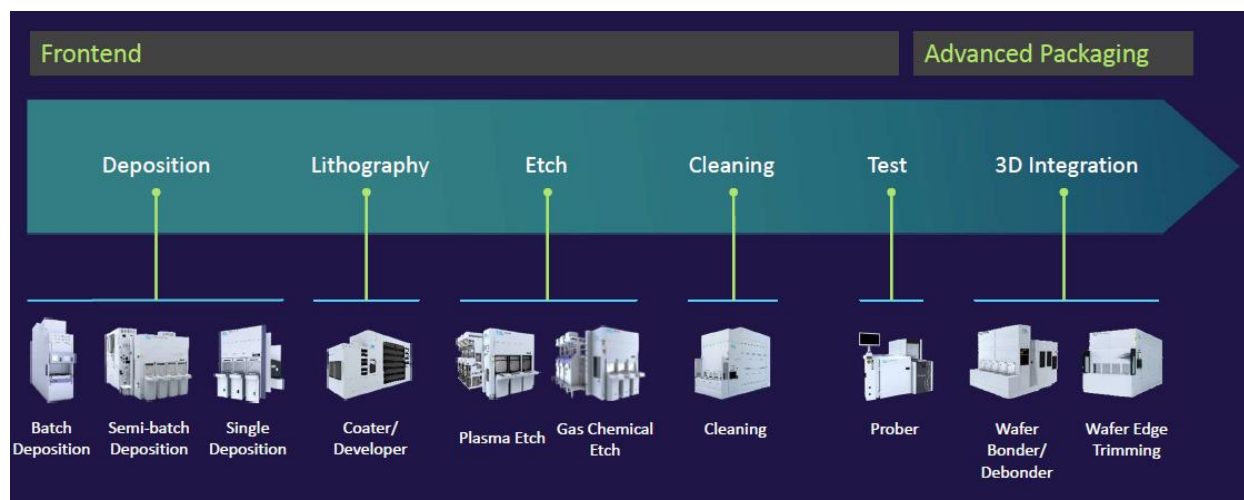 Frontend
Advanced Packaging
Deposition
Lithography
Etch
Cleaning
Test
3D Integration
Batch
Deposition
Semi-batch
Deposition
Single
Deposition
Coater/
Developer
Plasma Etch
Gas Chemical
Etch
Cleaning
Prober
Wafer
Bonder/
Debonder
Wafer Edge
Trimming